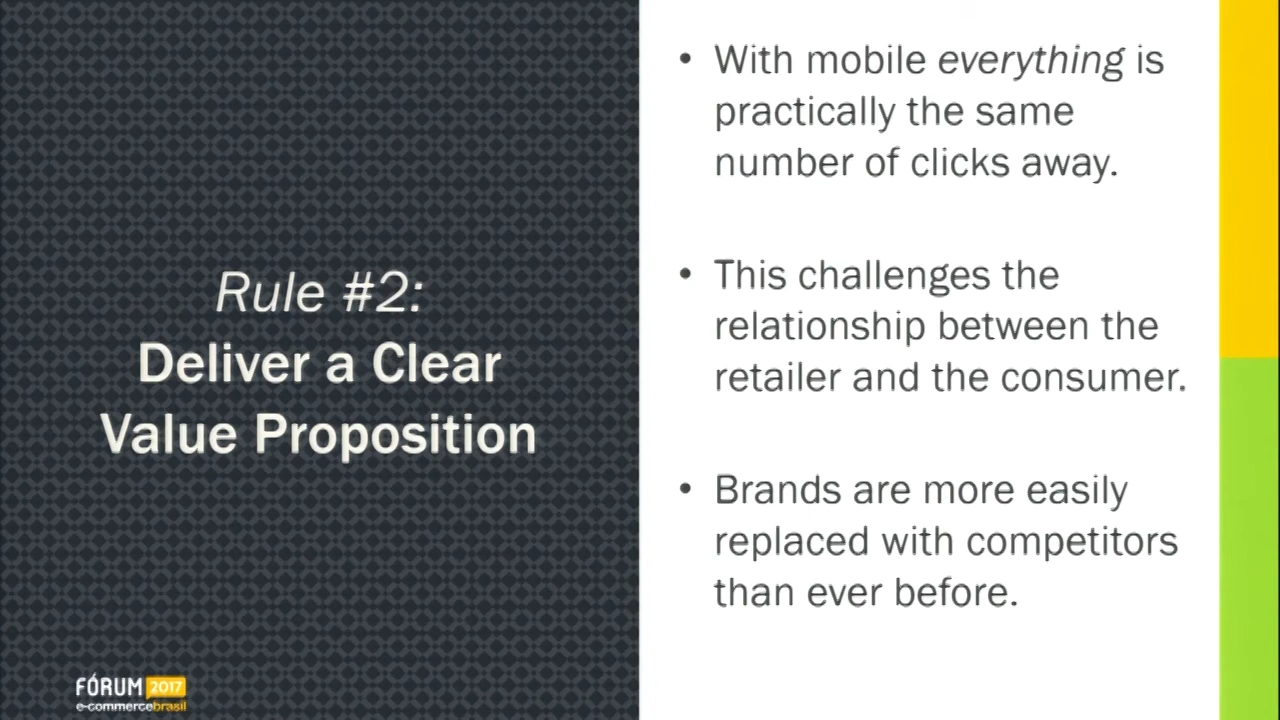 Rule #2:
Deliver a Clear
Value Proposition
• With mobile everything is
practically the same
number of clicks away.
• This challenges the
relationship between the
retailer and the consumer.
• Brands are more easily
replaced with competitors
than ever before.
FÓRUM 2017
e-commercebrasil